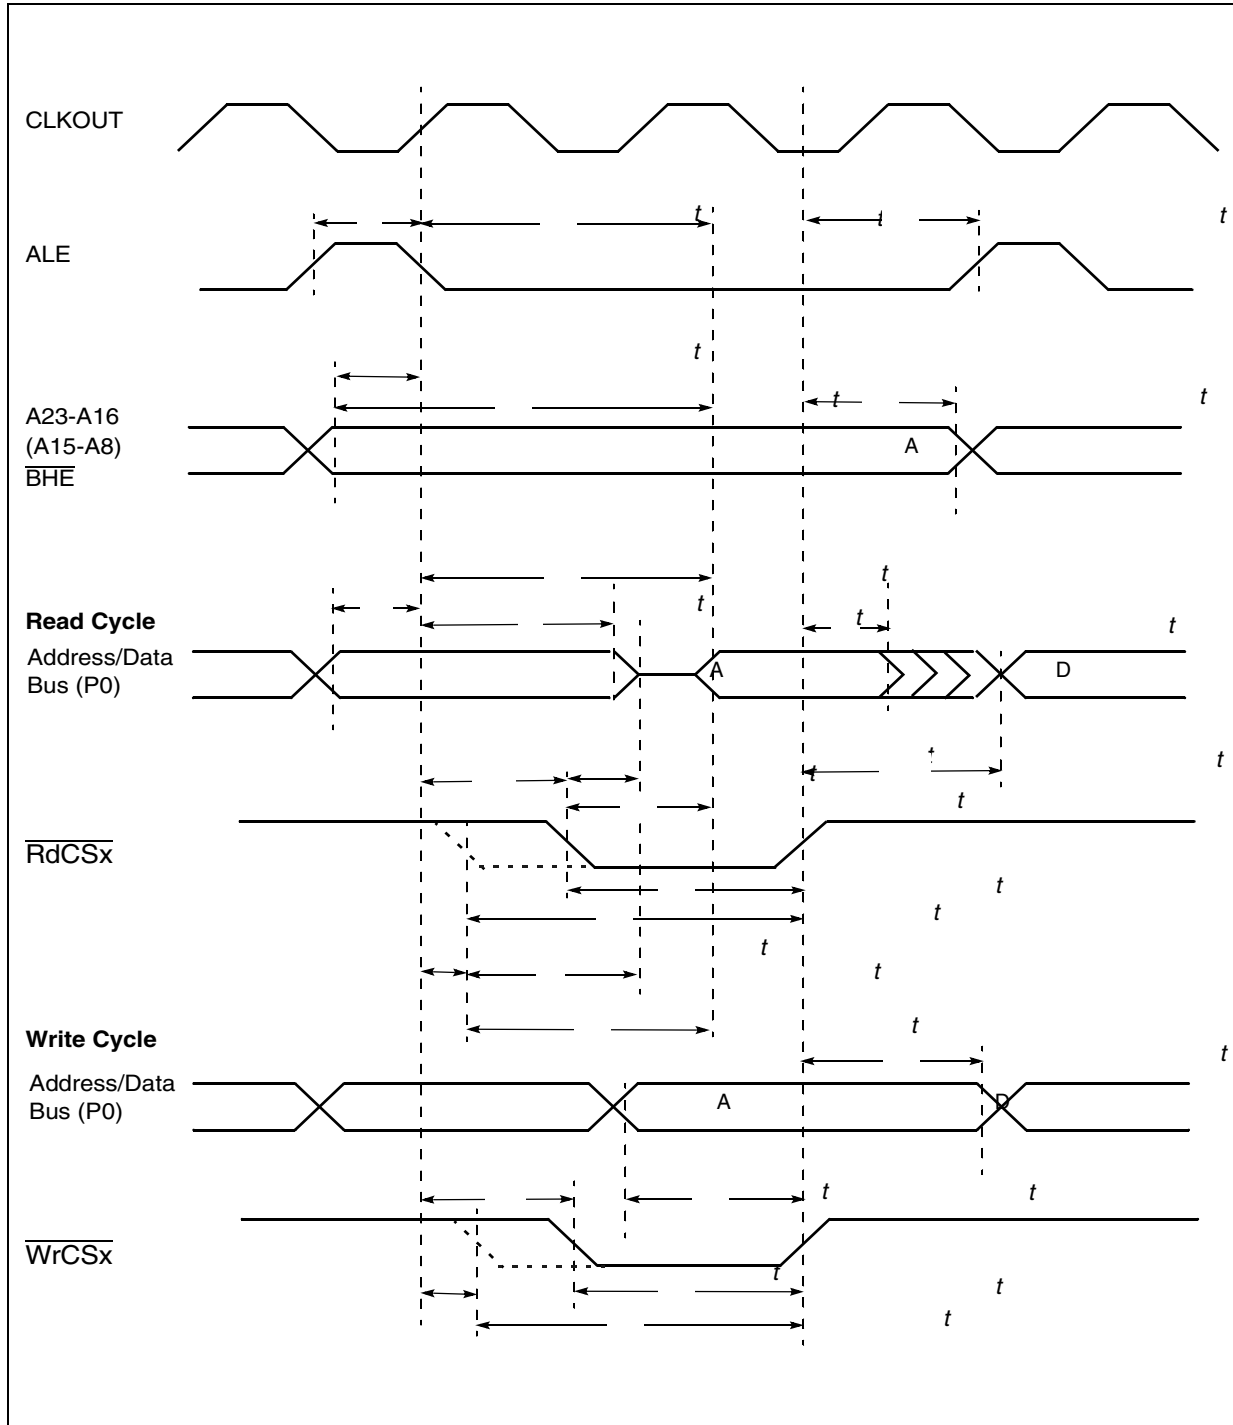 CLKOUT
t t t
ALE
t
A23-A16
t t
(A15-A8)
A
BHE
t
t
Read Cycle
t t
Address/Data
A D
Bus (P0)
t t
t
t
RdCSx
t
t
t
t
t
Write Cycle
t
Address/Data
A D
Bus (P0)
t t
WrCSx
t t
t